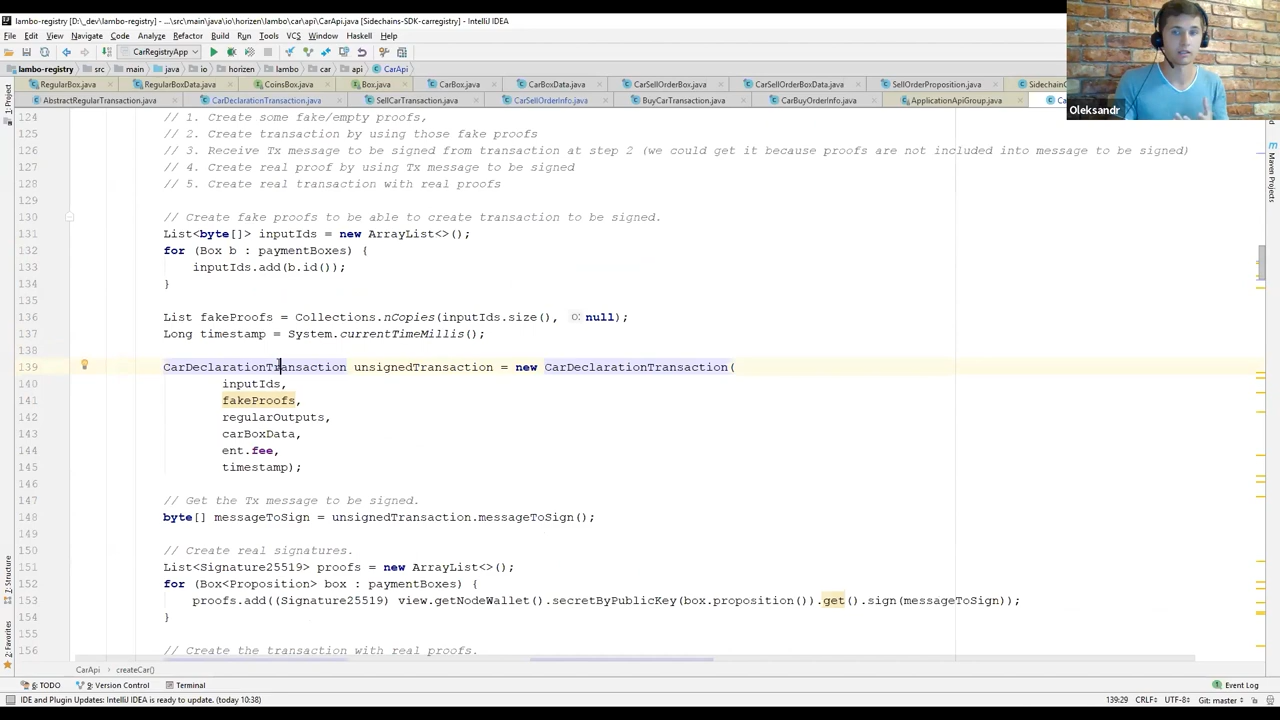 lambo-registry [D:\_dev\lambo-registry] - ...\src\main\java\io\horizen\lambo\car\api\CarApi.java [Sidechains-SDK-carregistry] - IntelliJ IDEA
File Edit View Navigate Code Analyze Refactor Build Run Tools VCS Window Haskell Help
CarRegistryApp
lambo-registry src main java io horizen lambo car api CarApi
RegularBox.java RegularBoxData.java CoinsBox.java Box.java CarBox.java CarBoxData.java CarSellOrderBox.java CarSellOrderBoxData.java SellOrderProposition.java
AbstractRegularTransaction.java CarDeclarationTransaction.java SellCarTransaction.java CarSellOrderInfo.java BuyCarTransaction.java CarBuyOrderInfo.java ApplicationApiGroup.java
Oleksandr
1: Project
Maven Projects
124 // 1. Create some fake/empty proofs,
125 // 2. Create transaction by using those fake proofs
126 // 3. Receive Tx message to be signed from transaction at step 2 (we could get it because proofs are not included into message to be signed)
127 // 4. Create real proof by using Tx message to be signed
128 // 5. Create real transaction with real proofs
129
130 // Create fake proofs to be able to create transaction to be signed.
131 List<byte[]> inputIds = new ArrayList<>();
132 for (Box b : paymentBoxes) {
133 inputIds.add(b.id());
134 }
135
136 List fakeProofs = Collections.nCopies(inputIds.size(), o: null);
137 Long timestamp = System.currentTimeMillis();
138
139 CarDeclarationTransaction unsignedTransaction = new CarDeclarationTransaction(
140 inputIds,
141 fakeProofs,
142 regularOutputs,
143 carBoxData,
144 ent.fee,
145 timestamp);
146
147 // Get the Tx message to be signed.
148 byte[] messageToSign = unsignedTransaction.messageToSign();
149
150 // Create real signatures.
151 List<Signature25519> proofs = new ArrayList<>();
152 for (Box<Proposition> box : paymentBoxes) {
153 proofs.add((Signature25519) view.getNodeWallet().secretByPublicKey(box.proposition()).get().sign(messageToSign));
154 }
155
156 // Create the transaction with real proofs.
7: Structure
2: Favorites
CarApi createCar()
6: TODO 9: Version Control Terminal Event Log
IDE and Plugin Updates: IntelliJ IDEA is ready to update. (today 10:38) 139:29 CRLF UTF-8 Git: master